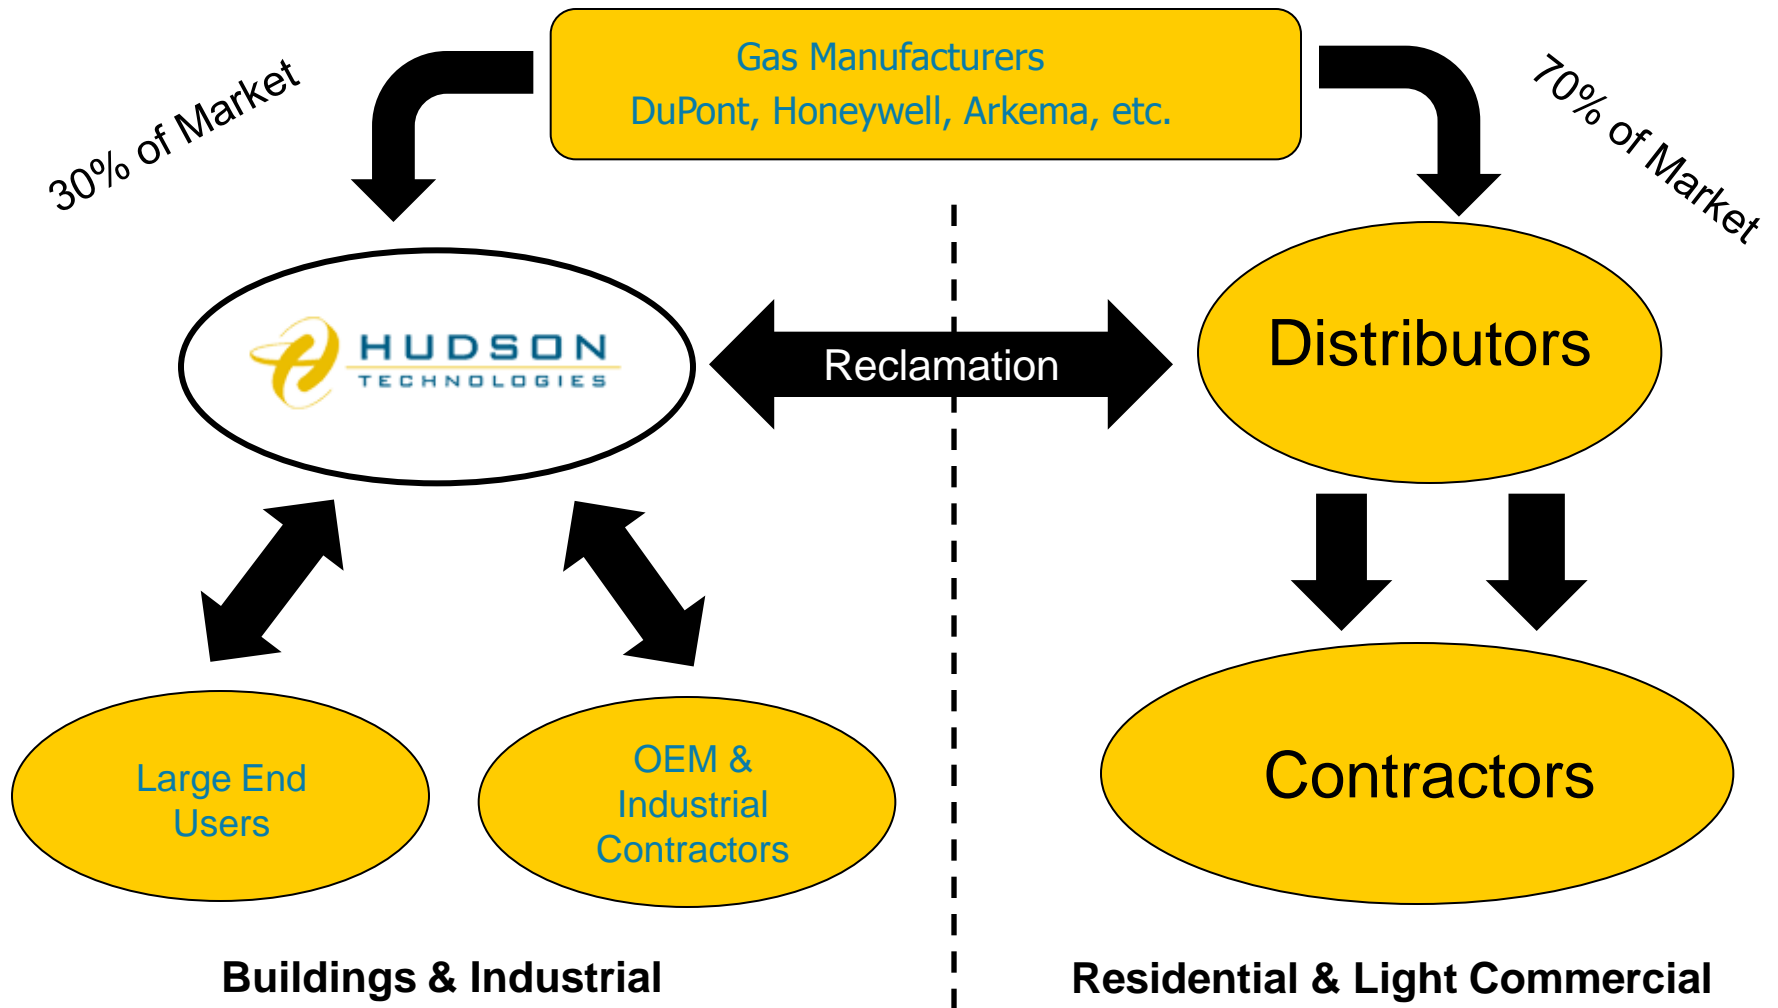 Gas Manufacturers
DuPont, Honeywell, Arkema, etc.
30% of Market
70% of Market
HUDSON
TECHNOLOGIES
Reclamation
Distributors
Large End
Users
OEM &
Industrial
Contractors
Contractors
Buildings & Industrial
Residential & Light Commercial